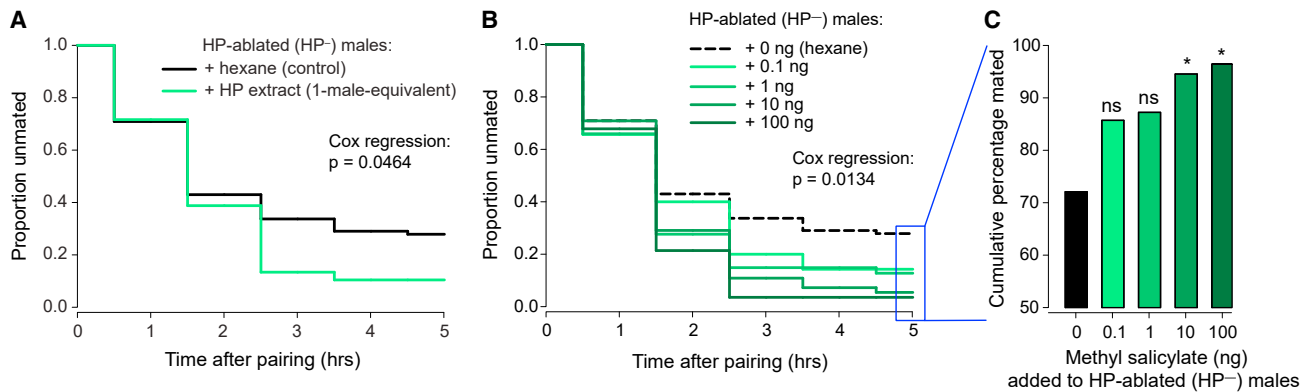 A
HP-ablated (HP–) males:
+ hexane (control)
+ HP extract (1-male-equivalent)
Cox regression:
p = 0.0464
Proportion unmated
1.0
0.8
0.6
0.4
0.2
0.0
0 1 2 3 4 5
Time after pairing (hrs)
B
HP-ablated (HP–) males:
+ 0 ng (hexane)
+ 0.1 ng
+ 1 ng
+ 10 ng
+ 100 ng
Cox regression:
p = 0.0134
Proportion unmated
1.0
0.8
0.6
0.4
0.2
0.0
0 1 2 3 4 5
Time after pairing (hrs)
C
Cumulative percentage mated
100
90
80
70
60
50
ns ns * *
0 0.1 1 10 100
Methyl salicylate (ng)
added to HP-ablated (HP–) males